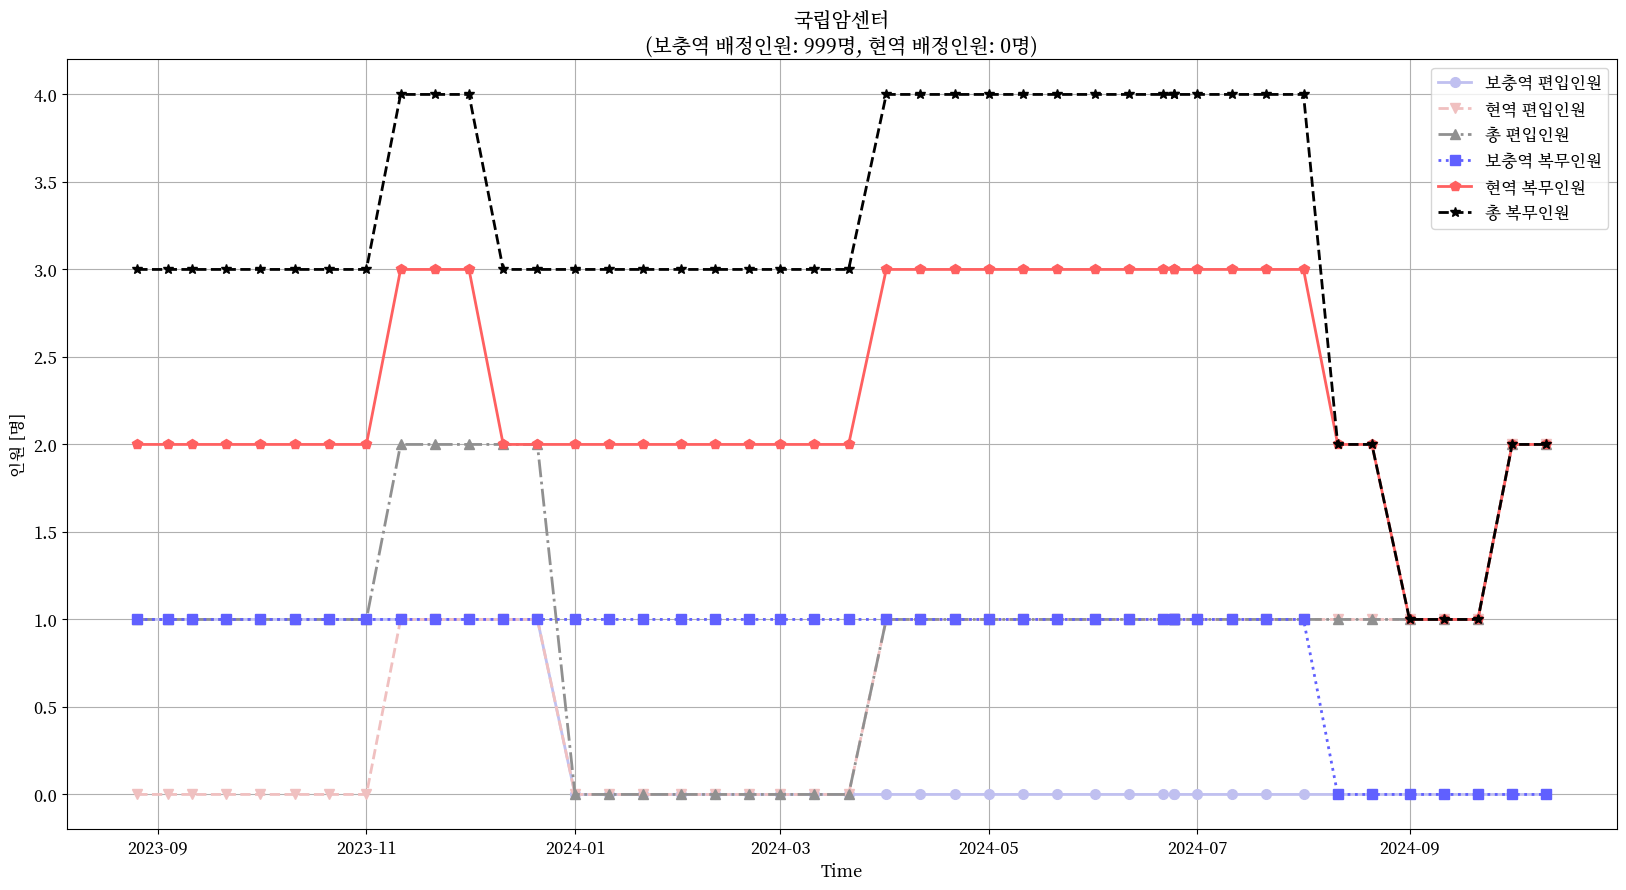 국립암센터
(보충역 배정인원: 999명, 현역 배정인원: 0명)
보충역 편입인원
현역 편입인원
총 편입인원
보충역 복무인원
현역 복무인원
총 복무인원
인원 [명]
4.0
3.5
3.0
2.5
2.0
1.5
1.0
0.5
0.0
2023-09
2023-11
2024-01
2024-03
2024-05
2024-07
2024-09
Time